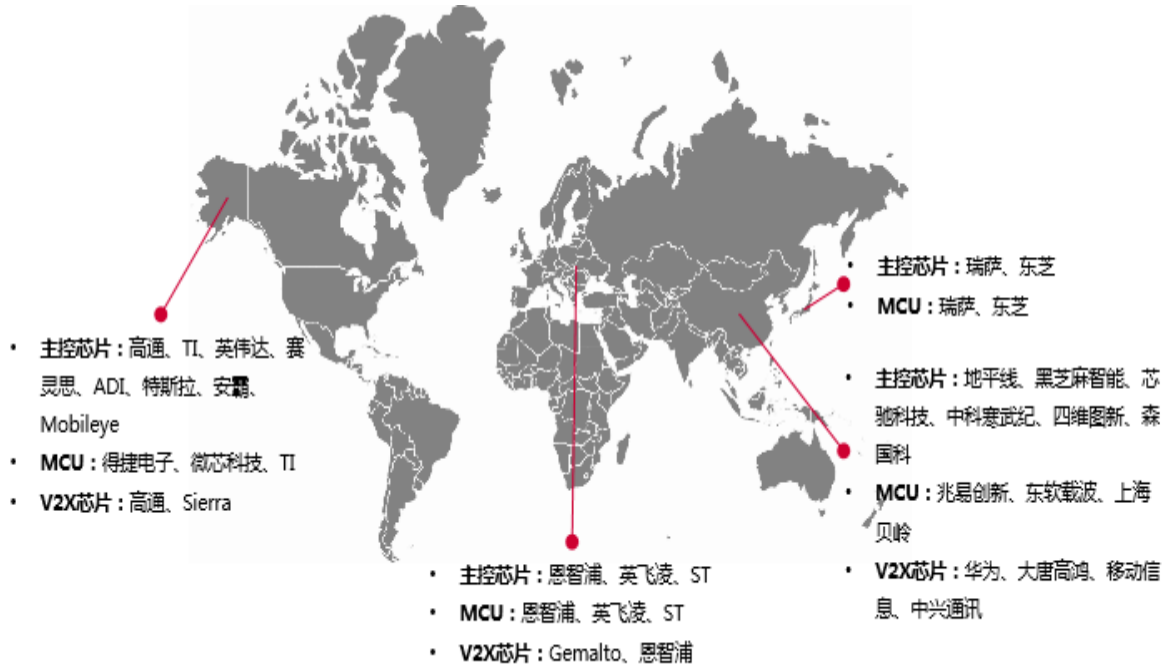 • 主控芯片：高通、TI、英伟达、赛
灵思、ADI、特斯拉、安霸、
Mobileye
• MCU：得捷电子、微芯科技、TI
• V2X芯片：高通、Sierra
• 主控芯片：恩智浦、英飞凌、ST
• MCU：恩智浦、英飞凌、ST
• V2X芯片：Gemalto、恩智浦
• 主控芯片：瑞萨、东芝
• MCU：瑞萨、东芝
• 主控芯片：地平线、黑芝麻智能、芯
驰科技、中科寒武纪、四维图新、森
国科
• MCU：兆易创新、东软载波、上海
贝岭
• V2X芯片：华为、大唐高鸿、移动信
息、中兴通讯